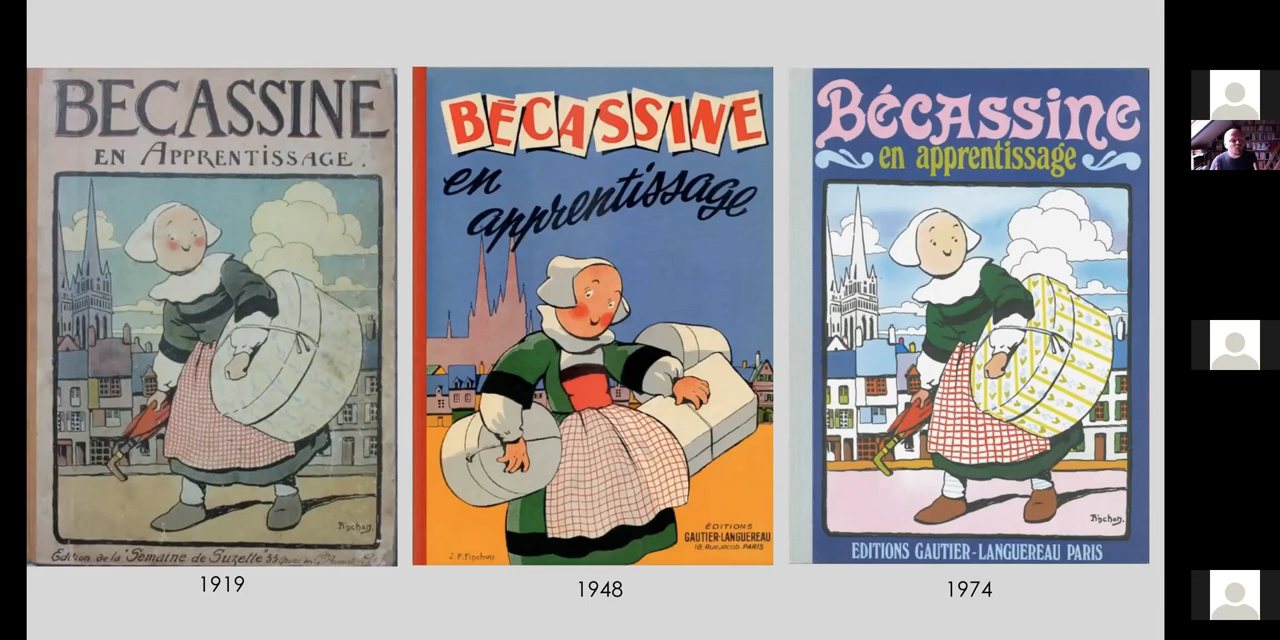 BECASSINE
EN APPRENTISSAGE.
Pinchon.
Edition de la "Semaine de Suzette" 55
1919
BÉCASSINE
en
apprentissage
ÉDITIONS
GAUTIER-LANGUEREAU
18, Rue Jacob PARIS
J.P. Pinchon
1948
BéCASSinE
en apprentissage
Pinchon.
EDITIONS GAUTIER-LANGUEREAU PARIS
1974